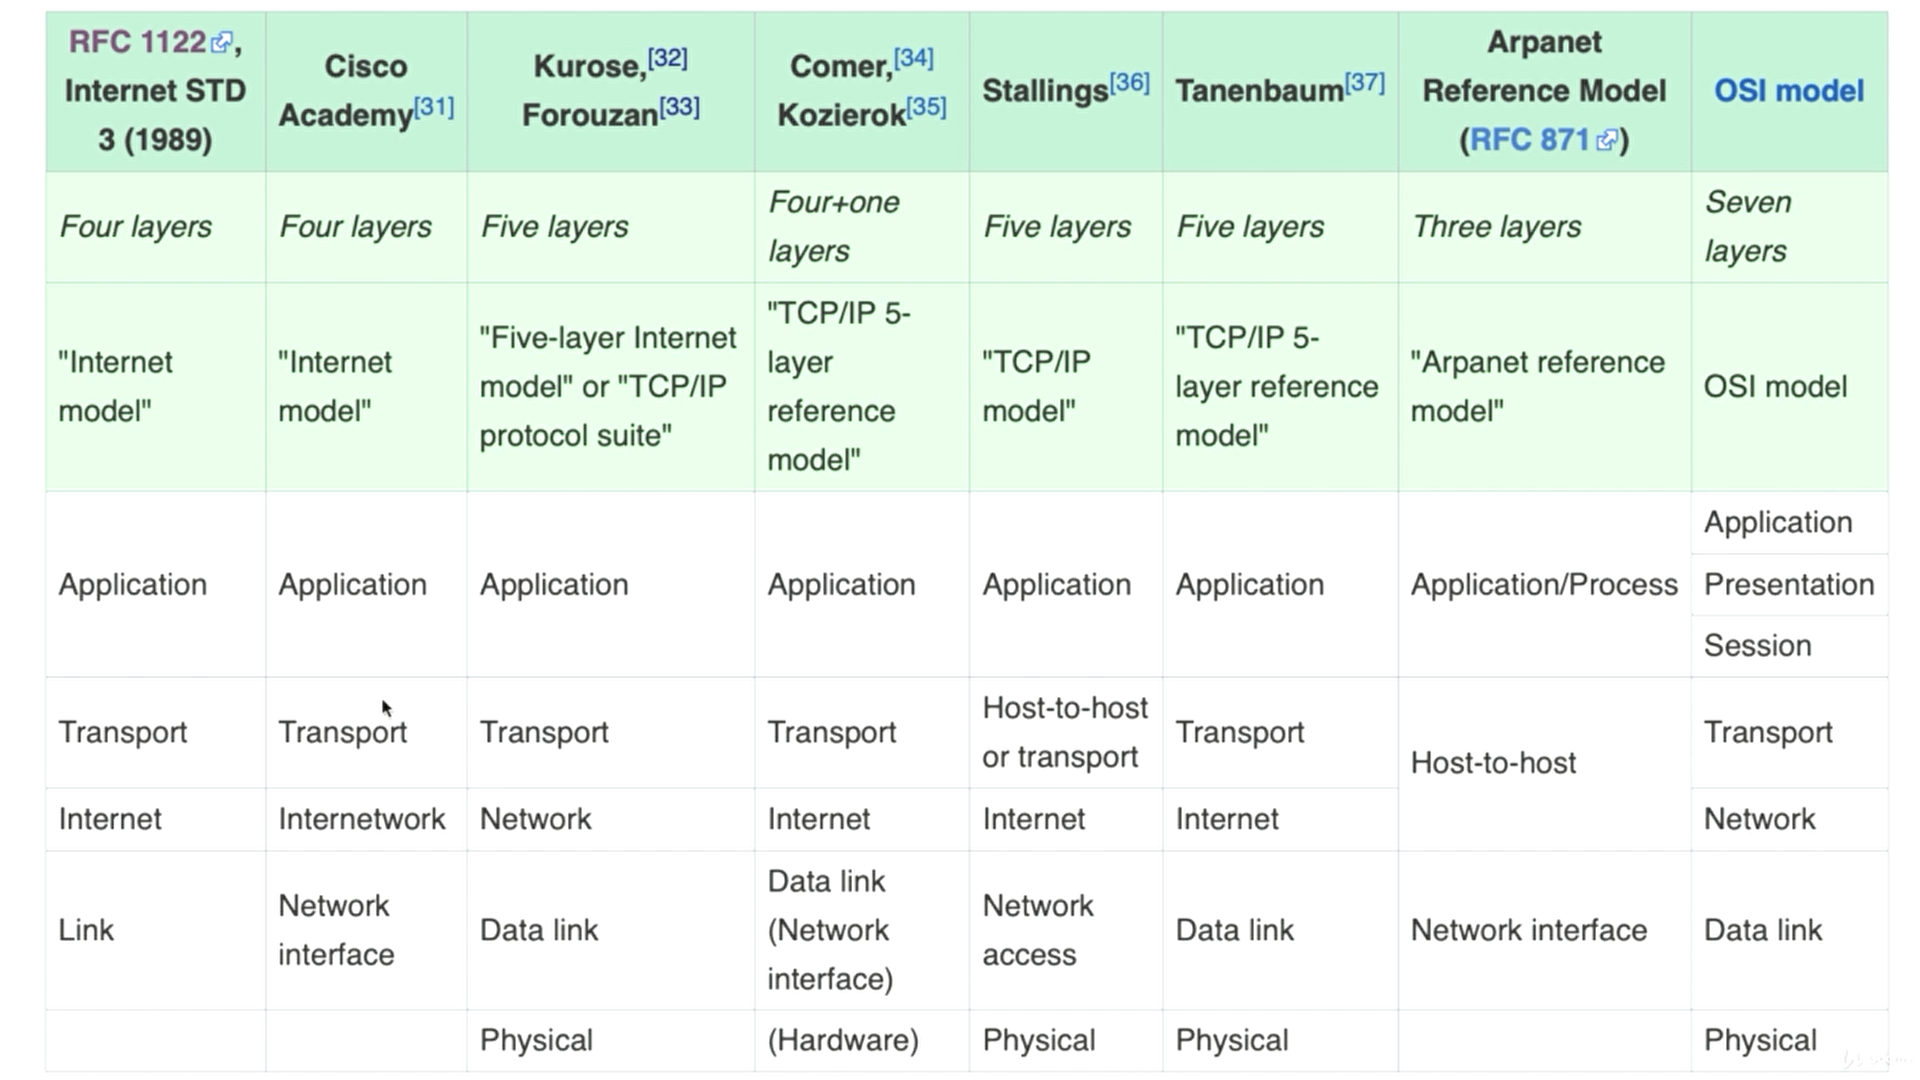 RFC 1122,
Internet STD
3 (1989)
Cisco
Academy[31]
Kurose,[32]
Forouzan[33]
Comer,[34]
Kozierok[35]
Stallings[36]
Tanenbaum[37]
Arpanet
Reference Model
(RFC 871)
OSI model
Four layers
Four layers
Five layers
Four+one
layers
Five layers
Five layers
Three layers
Seven
layers
"Internet
model"
"Internet
model"
"Five-layer Internet
model" or "TCP/IP
protocol suite"
"TCP/IP 5-
layer
reference
model"
"TCP/IP
model"
"TCP/IP 5-
layer reference
model"
"Arpanet reference
model"
OSI model
Application
Application
Application
Application
Application
Application
Application/Process
Application
Presentation
Session
Transport
Transport
Transport
Transport
Host-to-host
or transport
Transport
Host-to-host
Transport
Internet
Internetwork
Network
Internet
Internet
Internet
Network
Link
Network
interface
Data link
Data link
(Network
interface)
Network
access
Data link
Network interface
Data link
Physical
(Hardware)
Physical
Physical
Physical